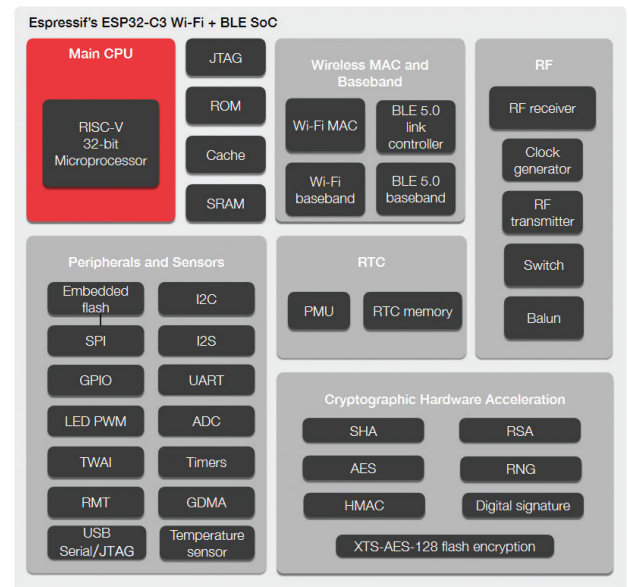 Espressif's ESP32-C3 Wi-Fi + BLE SoC
Main CPU
RISC-V
32-bit
Microprocessor
JTAG
ROM
Cache
SRAM
Wireless MAC and
Baseband
Wi-Fi MAC
BLE 5.0
link
controller
Wi-Fi
baseband
BLE 5.0
baseband
RF
RF receiver
Clock
generator
RF
transmitter
Switch
Balun
Peripherals and Sensors
Embedded
flash
I2C
SPI
I2S
GPIO
UART
LED PWM
ADC
TWAI
Timers
RMT
GDMA
USB
Serial/JTAG
Temperature
sensor
RTC
PMU
RTC memory
Cryptographic Hardware Acceleration
SHA
RSA
AES
RNG
HMAC
Digital signature
XTS-AES-128 flash encryption